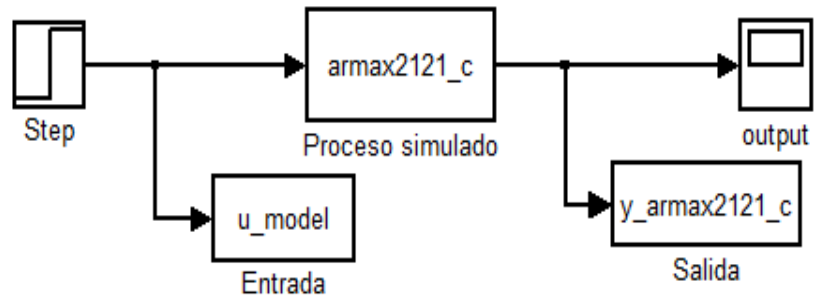 armax2121_c
Step
Proceso simulado
output
u_model
Entrada
y_armax2121_c
Salida